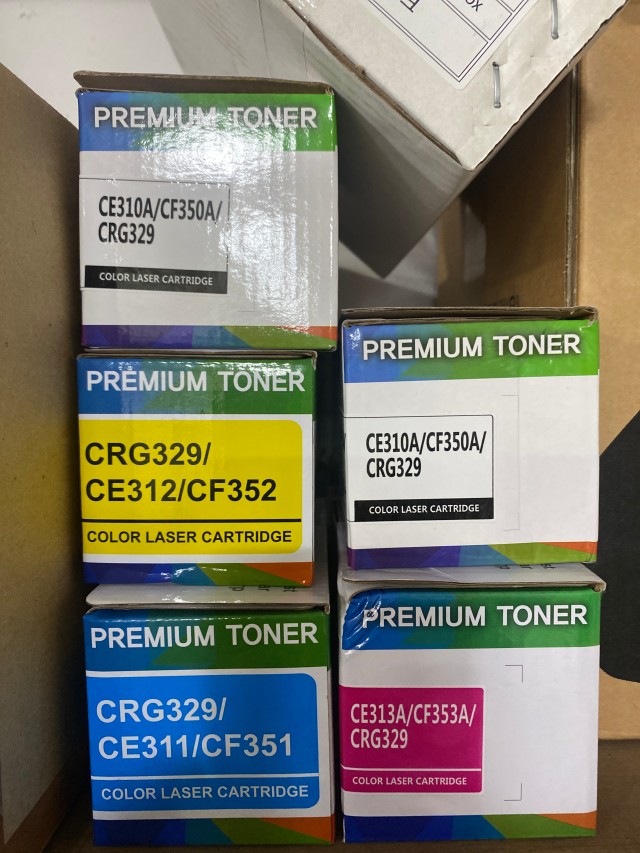 PREMIUM TONER
CE310A/CF350A/
CRG329
COLOR LASER CARTRIDGE
PREMIUM TONER
CRG329/
CE312/CF352
COLOR LASER CARTRIDGE
PREMIUM TONER
CRG329/
CE311/CF351
COLOR LASER CARTRIDGE
PREMIUM TONER
CE310A/CF350A/
CRG329
COLOR LASER CARTRIDGE
PREMIUM TONER
CE313A/CF353A/
CRG329
COLOR LASER CARTRIDGE